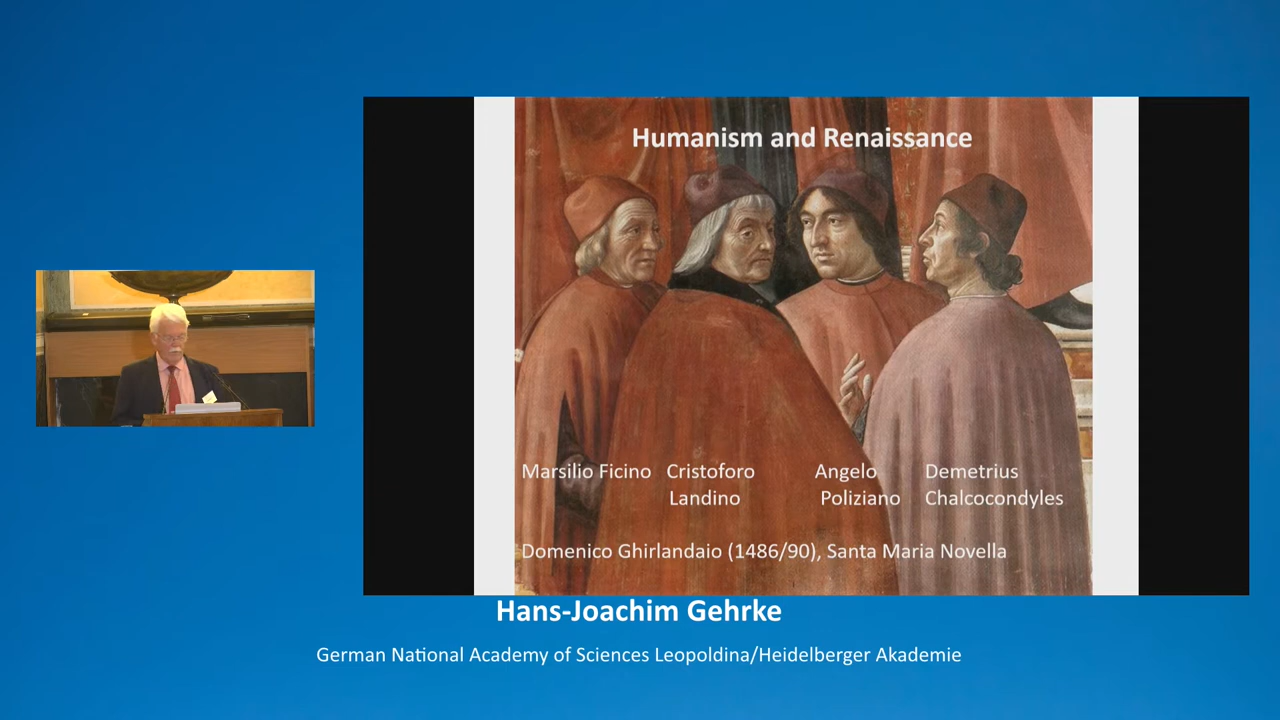 Humanism and Renaissance
Marsilio Ficino Cristoforo Landino Angelo Poliziano Demetrius Chalcocondyles
Domenico Ghirlandaio (1486/90), Santa Maria Novella
Hans-Joachim Gehrke
German National Academy of Sciences Leopoldina/Heidelberger Akademie